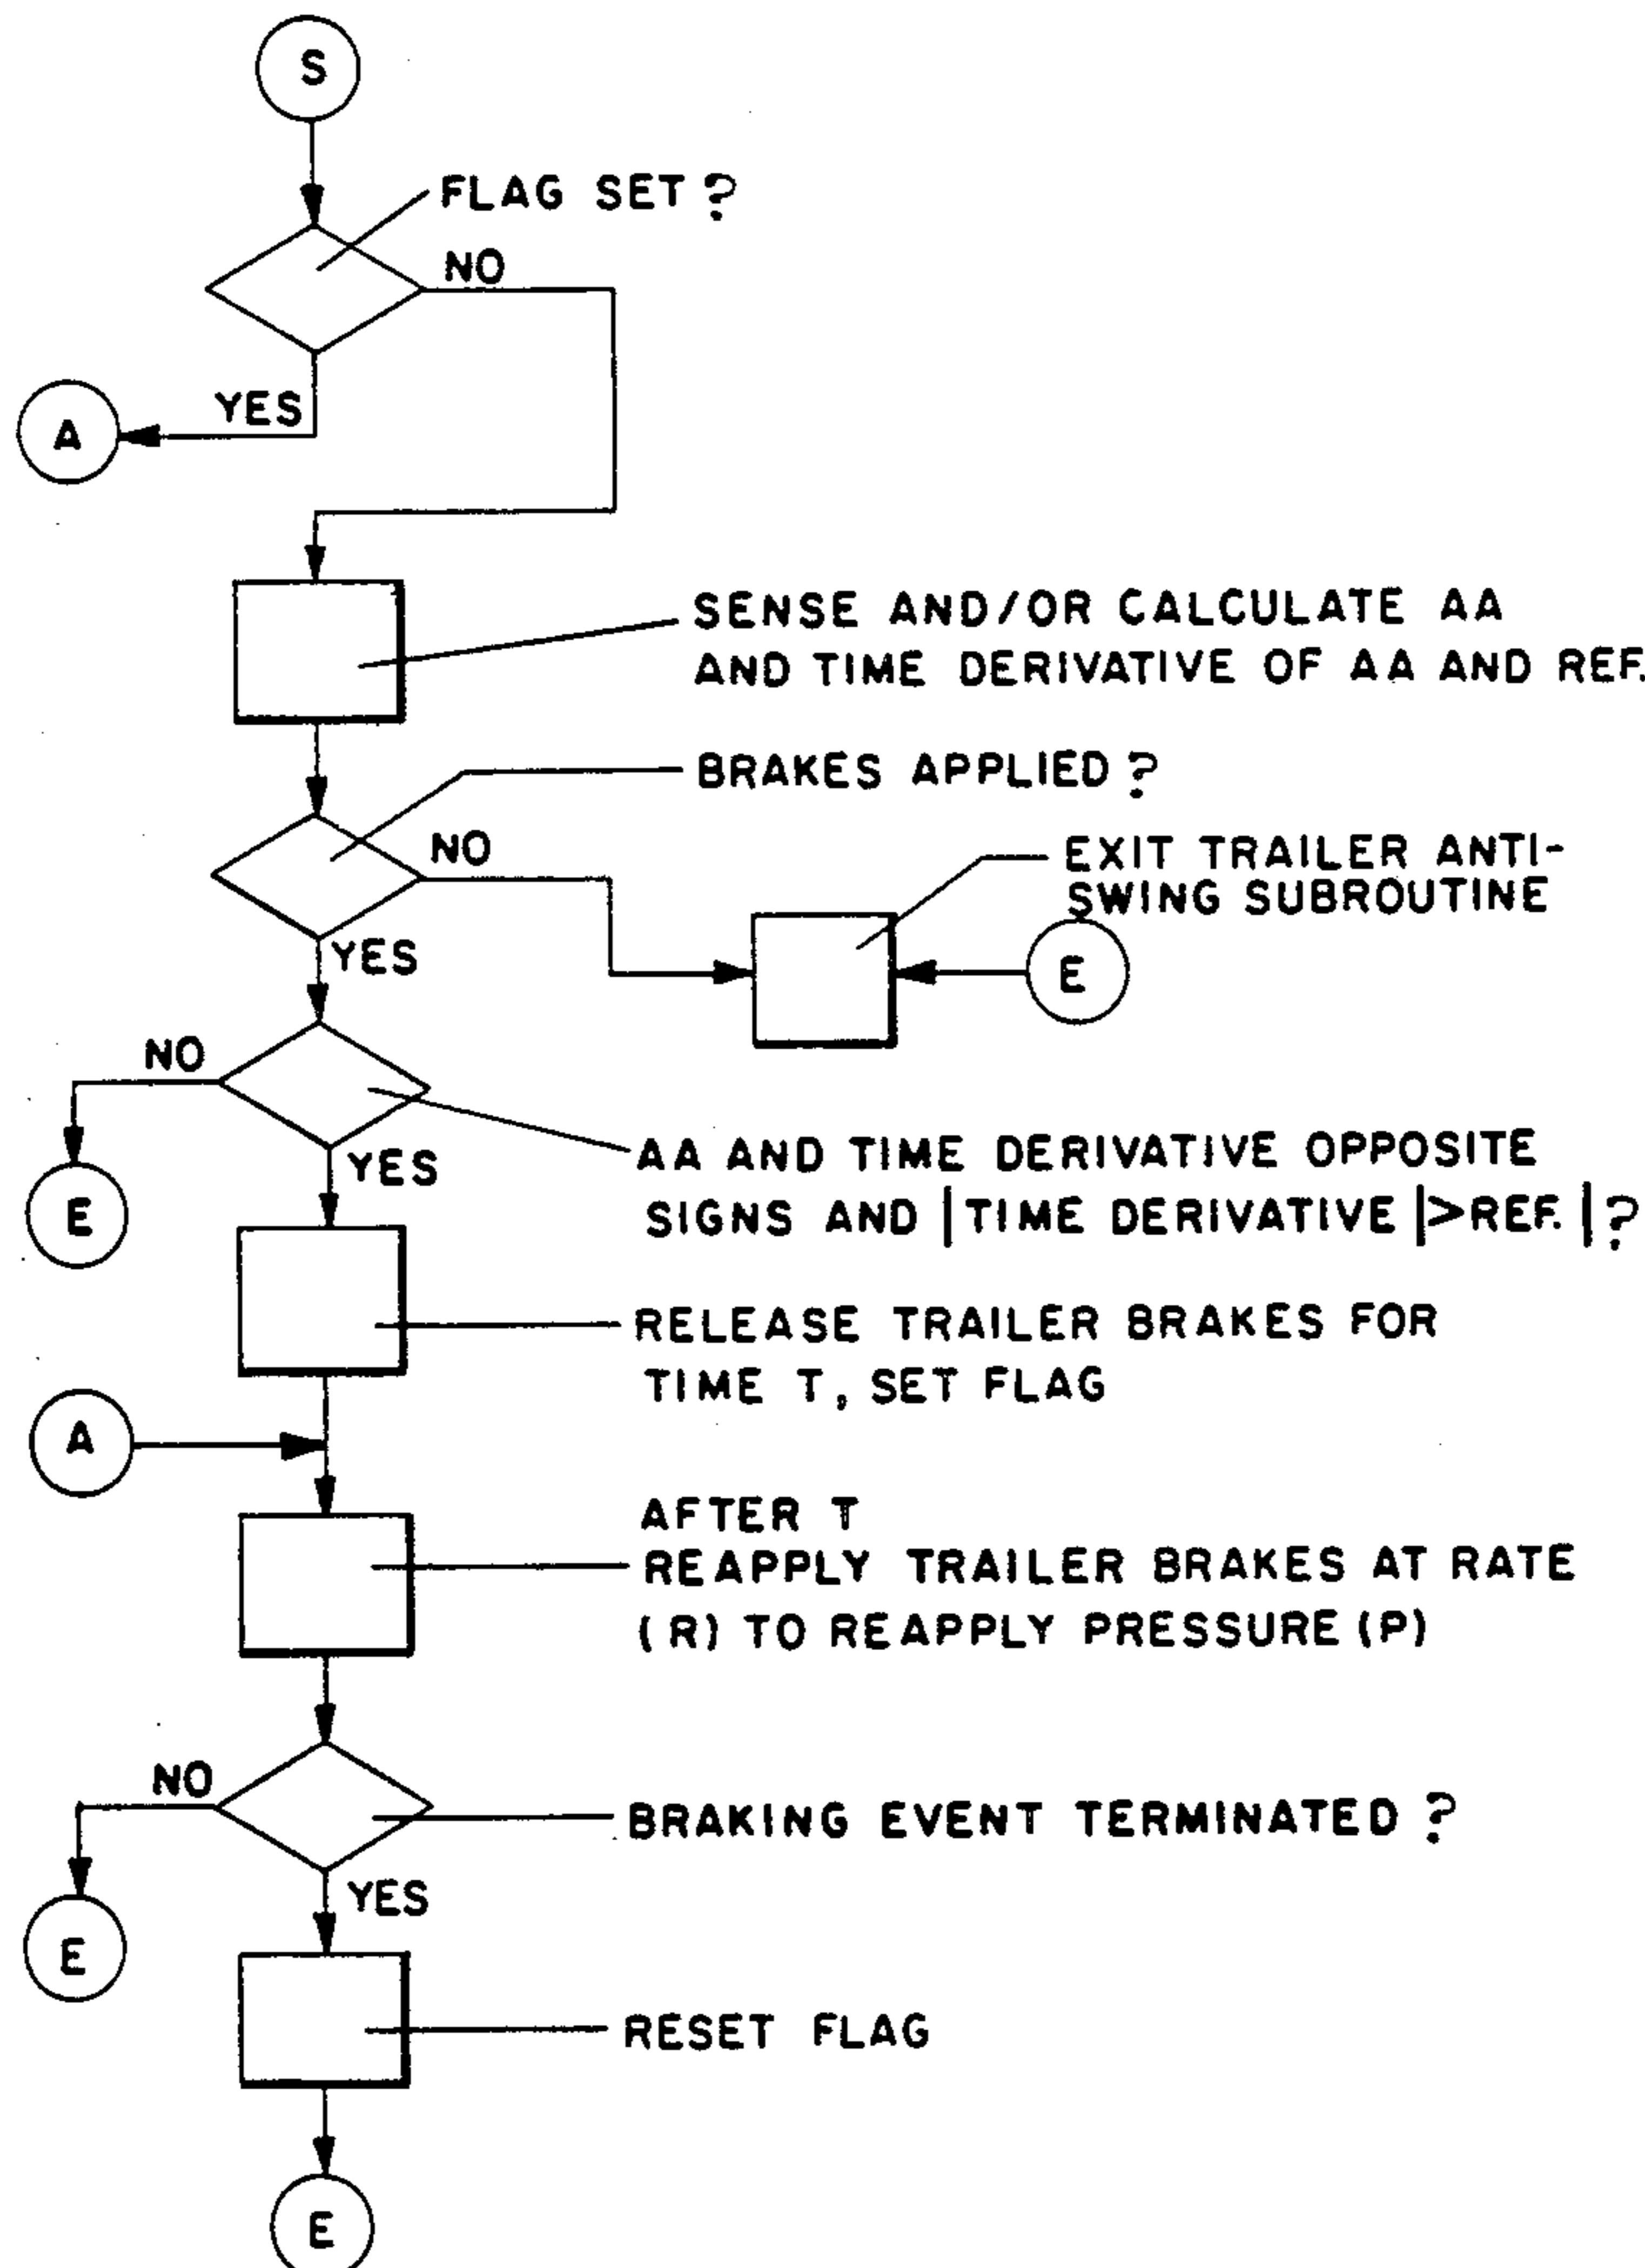 S
FLAG SET ?
NO
YES
A
SENSE AND/OR CALCULATE AA
AND TIME DERIVATIVE OF AA AND REF.
BRAKES APPLIED ?
NO
EXIT TRAILER ANTI-
SWING SUBROUTINE
YES
E
NO
AA AND TIME DERIVATIVE OPPOSITE
SIGNS AND |TIME DERIVATIVE|>REF.|?
YES
E
RELEASE TRAILER BRAKES FOR
TIME T, SET FLAG
A
AFTER T
REAPPLY TRAILER BRAKES AT RATE
(R) TO REAPPLY PRESSURE (P)
NO
BRAKING EVENT TERMINATED ?
YES
E
RESET FLAG
E